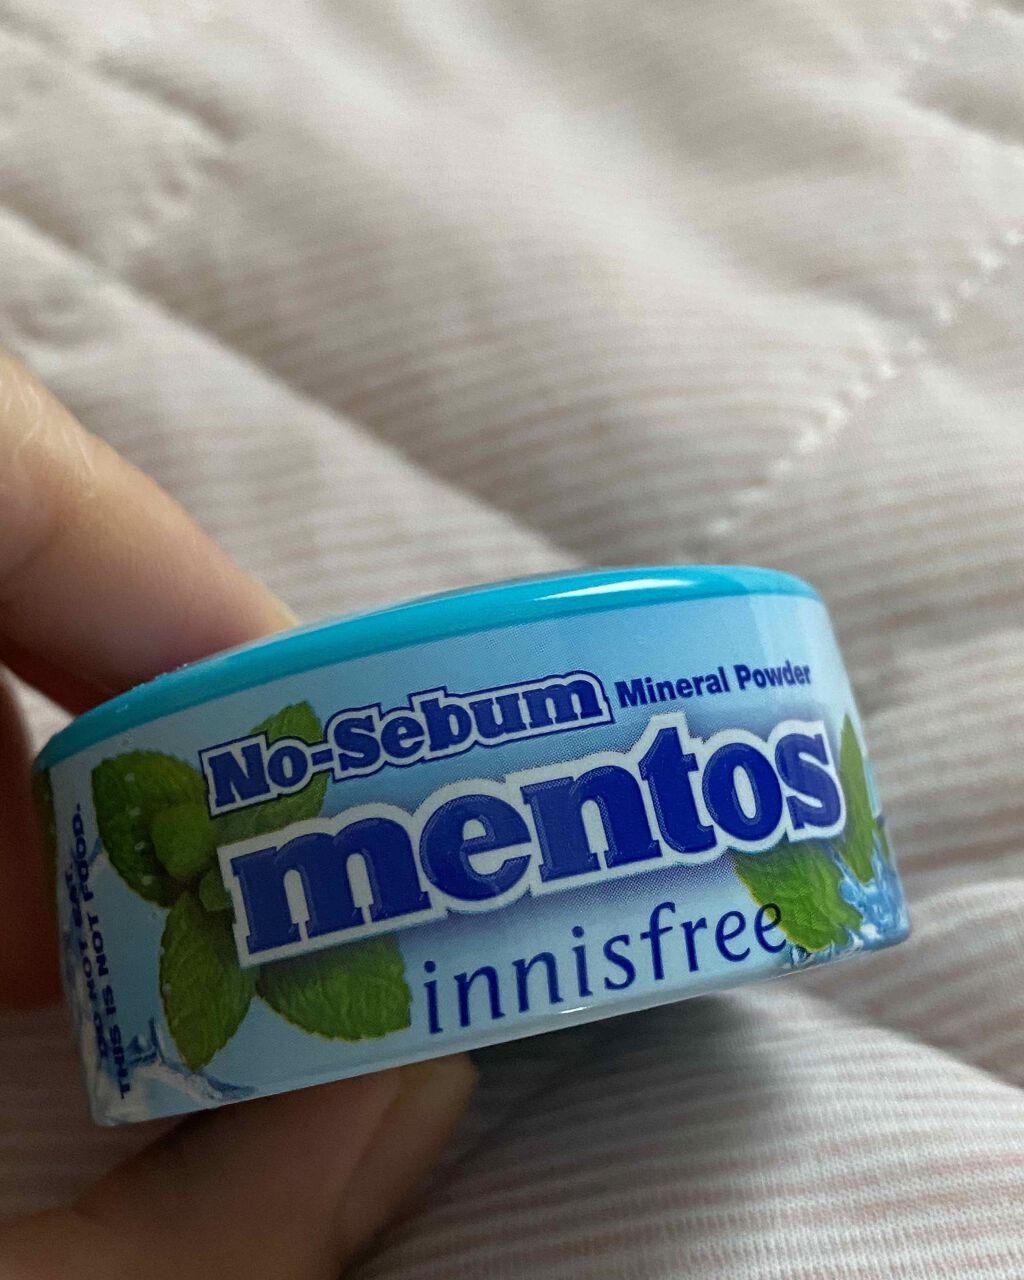 No-Sebum Mineral Powder
mentos
innisfree
DO NOT EAT.
THIS IS NOT FOOD.